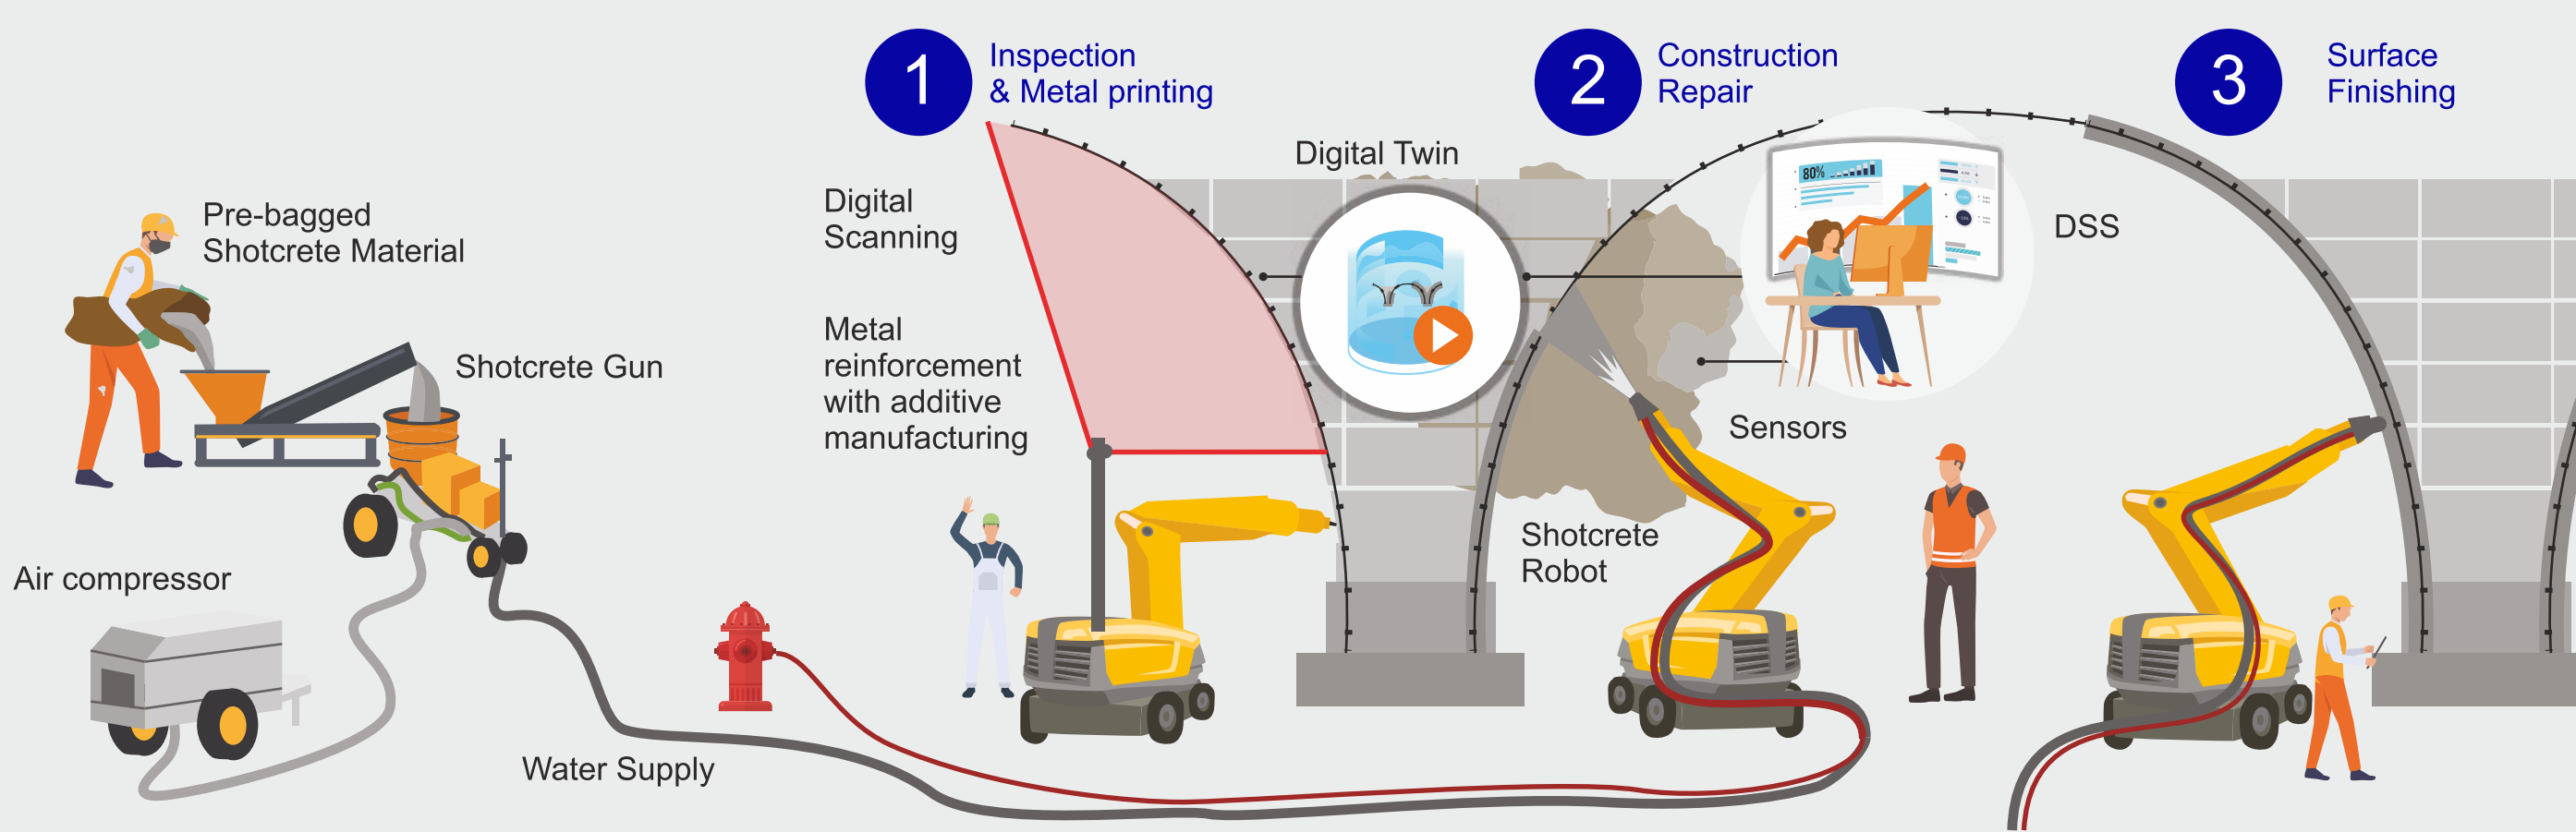 1
Inspection
& Metal printing
2
Construction
Repair
3
Surface
Finishing
Pre-bagged
Shotcrete Material
Shotcrete Gun
Air compressor
Water Supply
Digital
Scanning
Metal
reinforcement
with additive
manufacturing
Digital Twin
80%
DSS
Sensors
Shotcrete
Robot